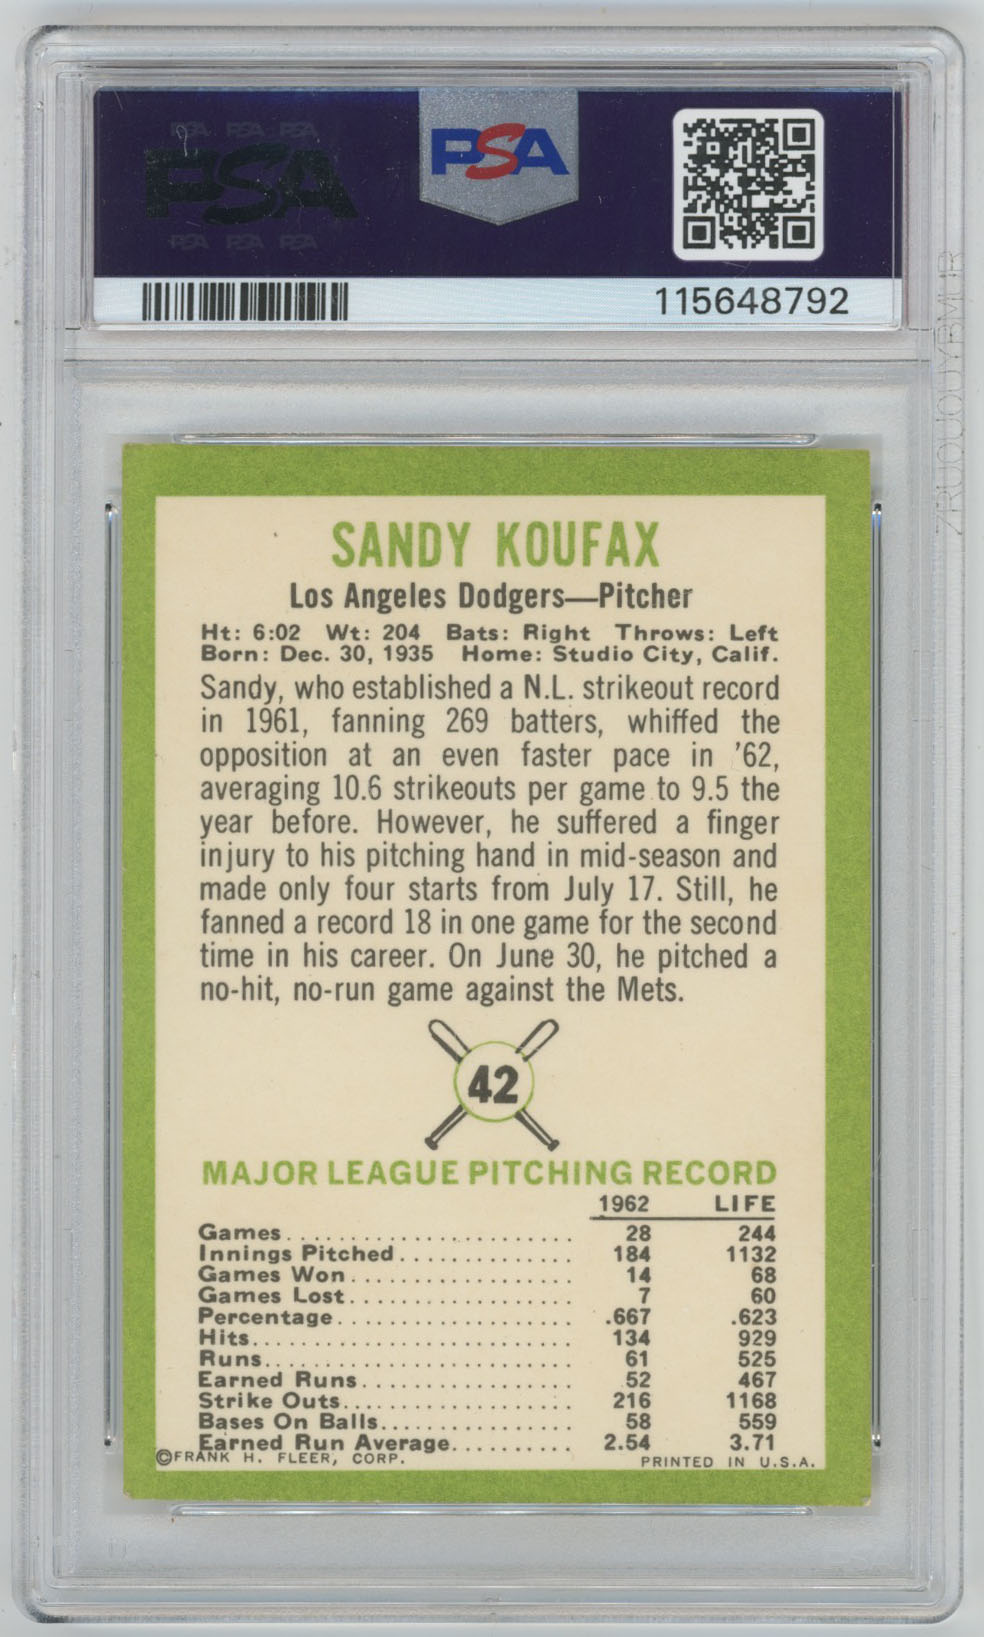 PSA PSA PSA
PSA
PSA PSA PSA
PSA
115648792
SANDY KOUFAX
Los Angeles Dodgers—Pitcher
Ht: 6:02 Wt: 204 Bats: Right Throws: Left
Born: Dec. 30, 1935 Home: Studio City, Calif.
Sandy, who established a N.L. strikeout record
in 1961, fanning 269 batters, whiffed the
opposition at an even faster pace in '62,
averaging 10.6 strikeouts per game to 9.5 the
year before. However, he suffered a finger
injury to his pitching hand in mid-season and
made only four starts from July 17. Still, he
fanned a record 18 in one game for the second
time in his career. On June 30, he pitched a
no-hit, no-run game against the Mets.
42
MAJOR LEAGUE PITCHING RECORD
1962 LIFE
Games 28 244
Innings Pitched 184 1132
Games Won 14 68
Games Lost 7 60
Percentage .667 .623
Hits 134 929
Runs 61 525
Earned Runs 52 467
Strike Outs 216 1168
Bases On Balls 58 559
Earned Run Average 2.54 3.71
©FRANK H. FLEER, CORP. PRINTED IN U.S.A.